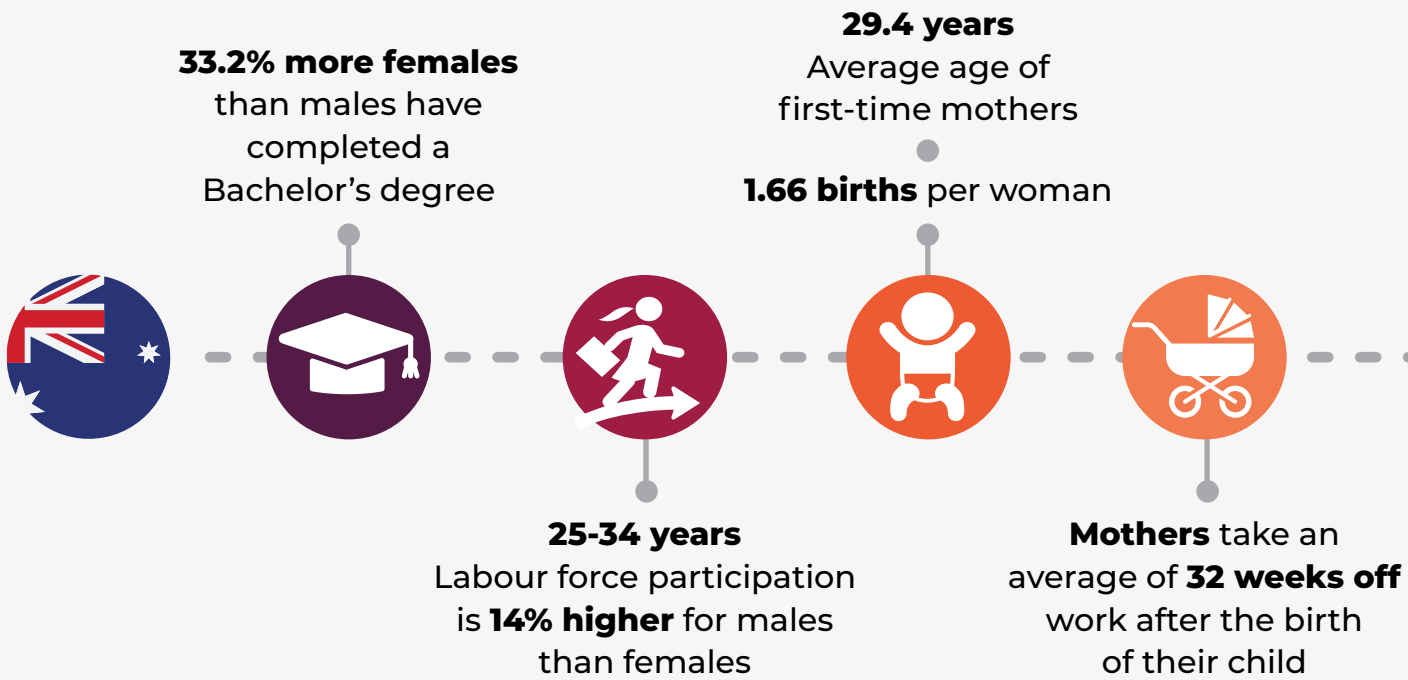 33.2% more females
than males have
completed a
Bachelor’s degree
25-34 years
Labour force participation
is 14% higher for males
than females
29.4 years
Average age of
first-time mothers
1.66 births per woman
Mothers take an
average of 32 weeks off
work after the birth
of their child